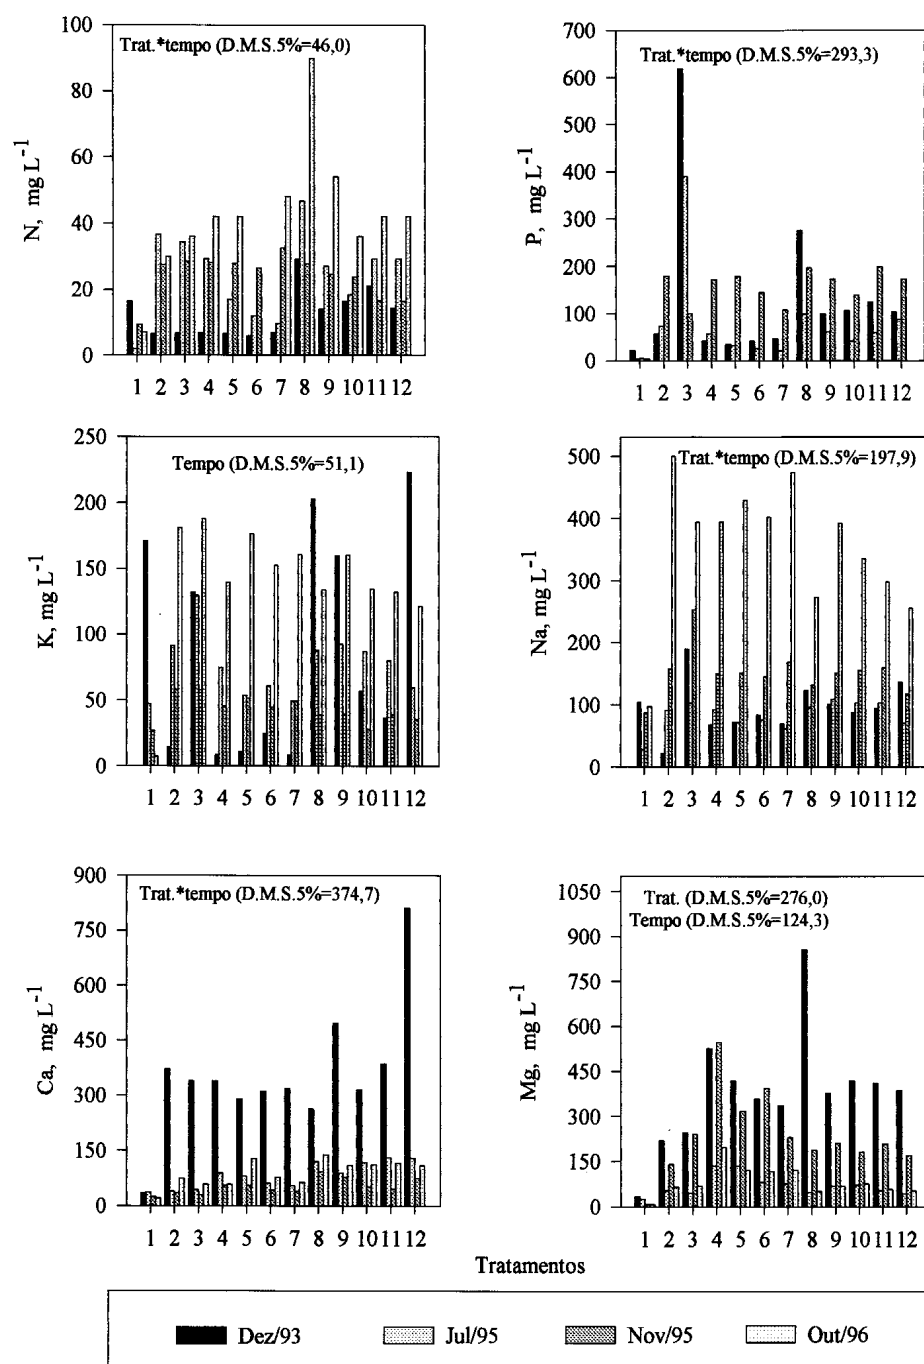 Trat.*tempo (D.M.S.5%=46,0)
N, mg L-1
100
80
60
40
20
0
1 2 3 4 5 6 7 8 9 10 11 12
Trat.*tempo (D.M.S.5%=293,3)
P, mg L-1
700
600
500
400
300
200
100
0
1 2 3 4 5 6 7 8 9 10 11 12
Tempo (D.M.S.5%=51,1)
K, mg L-1
250
200
150
100
50
0
1 2 3 4 5 6 7 8 9 10 11 12
Trat.*tempo (D.M.S.5%=197,9)
Na, mg L-1
500
400
300
200
100
0
1 2 3 4 5 6 7 8 9 10 11 12
Trat.*tempo (D.M.S.5%=374,7)
Ca, mg L-1
900
750
600
450
300
150
0
1 2 3 4 5 6 7 8 9 10 11 12
Trat. (D.M.S.5%=276,0)
Tempo (D.M.S.5%=124,3)
Mg, mg L-1
1050
900
750
600
450
300
150
0
1 2 3 4 5 6 7 8 9 10 11 12
Tratamentos
Dez/93 Jul/95 Nov/95 Out/96